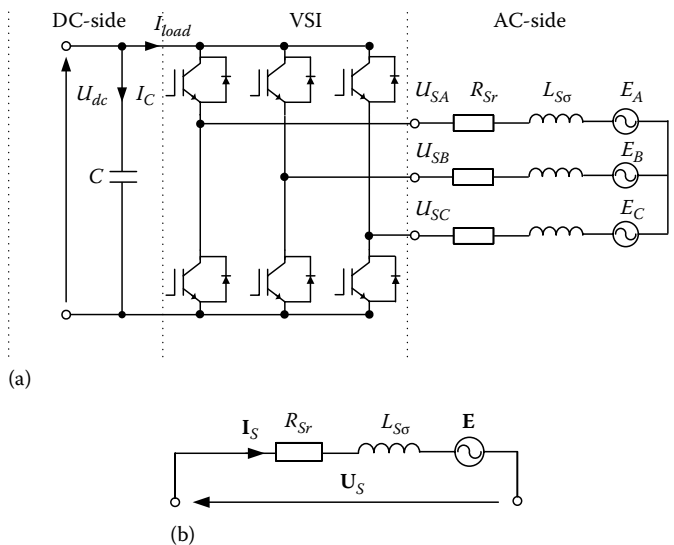 DC-side VSI AC-side
I_load
U_dc I_C
C
U_SA R_Sr L_Sσ E_A
U_SB E_B
U_SC E_C
(a)
I_S R_Sr L_Sσ E
U_S
(b)